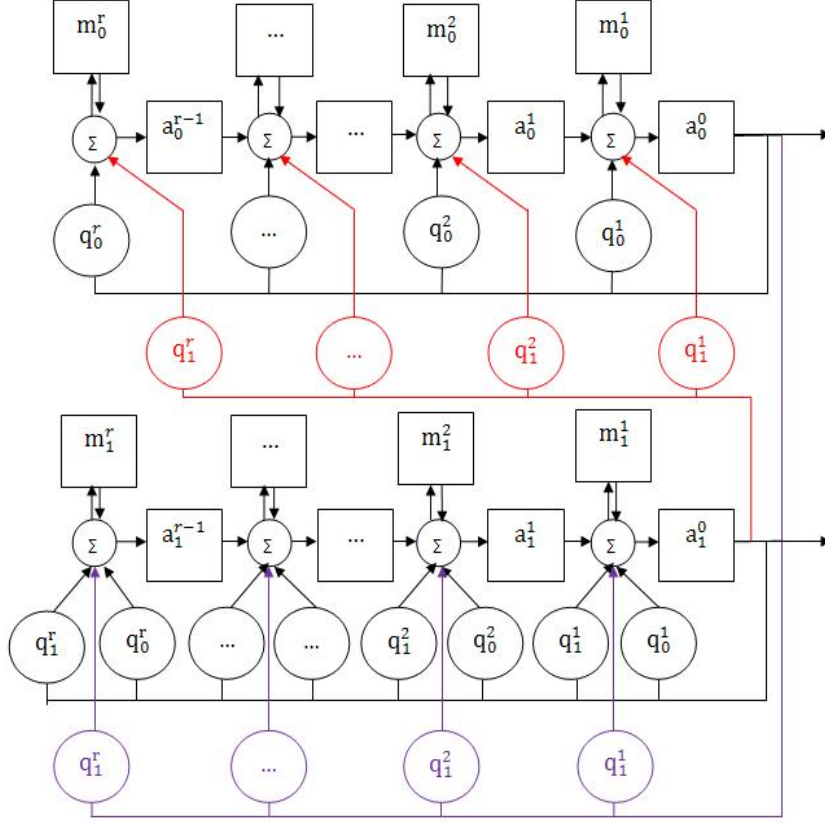 m₀ʳ ... m₀² m₀¹
Σ a₀ʳ⁻¹ Σ ... Σ a₀¹ Σ a₀⁰
q₀ʳ ... q₀² q₀¹
q₁ʳ ... q₁² q₁¹
m₁ʳ ... m₁² m₁¹
Σ a₁ʳ⁻¹ Σ ... Σ a₁¹ Σ a₁⁰
q₁ʳ q₀ʳ ... ... q₁² q₀² q₁¹ q₀¹
q₁ʳ ... q₁² q₁¹